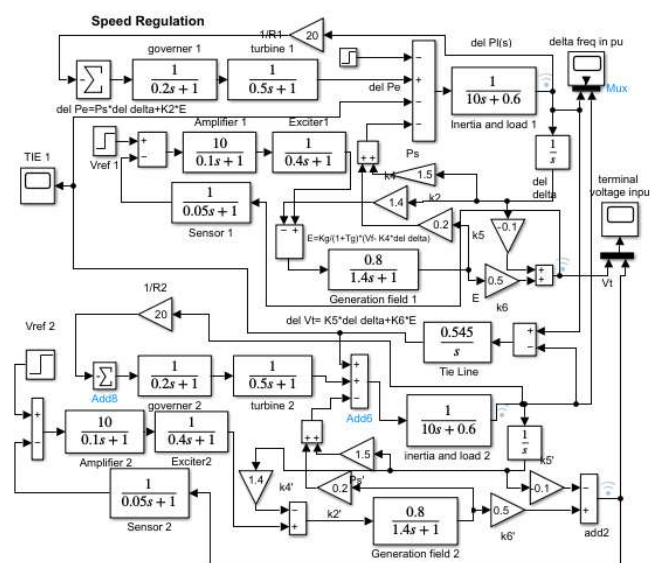 Speed Regulation
1/R1
20
governer 1
turbine 1
1
0.2s + 1
1
0.5s + 1
del Pe=Ps*del delta+K2*E
del Pe
del Pl(s)
delta freq in pu
Mux
1
10s + 0.6
Inertia and load 1
Amplifier 1
Exciter1
10
0.1s + 1
1
0.4s + 1
Vref 1
TIE 1
1
0.05s + 1
Sensor 1
Ps
1.5
k4
k2
1.4
0.2
k5
1
s
del
delta
-0.1
terminal
voltage inpu
E=Kg/(1+Tg)*(Vf- K4*del delta)
0.8
1.4s + 1
Generation field 1
E
0.5
k6
Vt
1/R2
20
del Vt= K5*del delta+K6*E
0.545
s
Tie Line
Vref 2
Add8
1
0.2s + 1
governer 2
1
0.5s + 1
turbine 2
Add6
1
10s + 0.6
inertia and load 2
1
s
k5'
10
0.1s + 1
Amplifier 2
1
0.4s + 1
Exciter2
1.5
Ps'
1.4
k4'
0.2
k2'
-0.1
1
0.05s + 1
Sensor 2
0.8
1.4s + 1
Generation field 2
0.5
k6'
add2